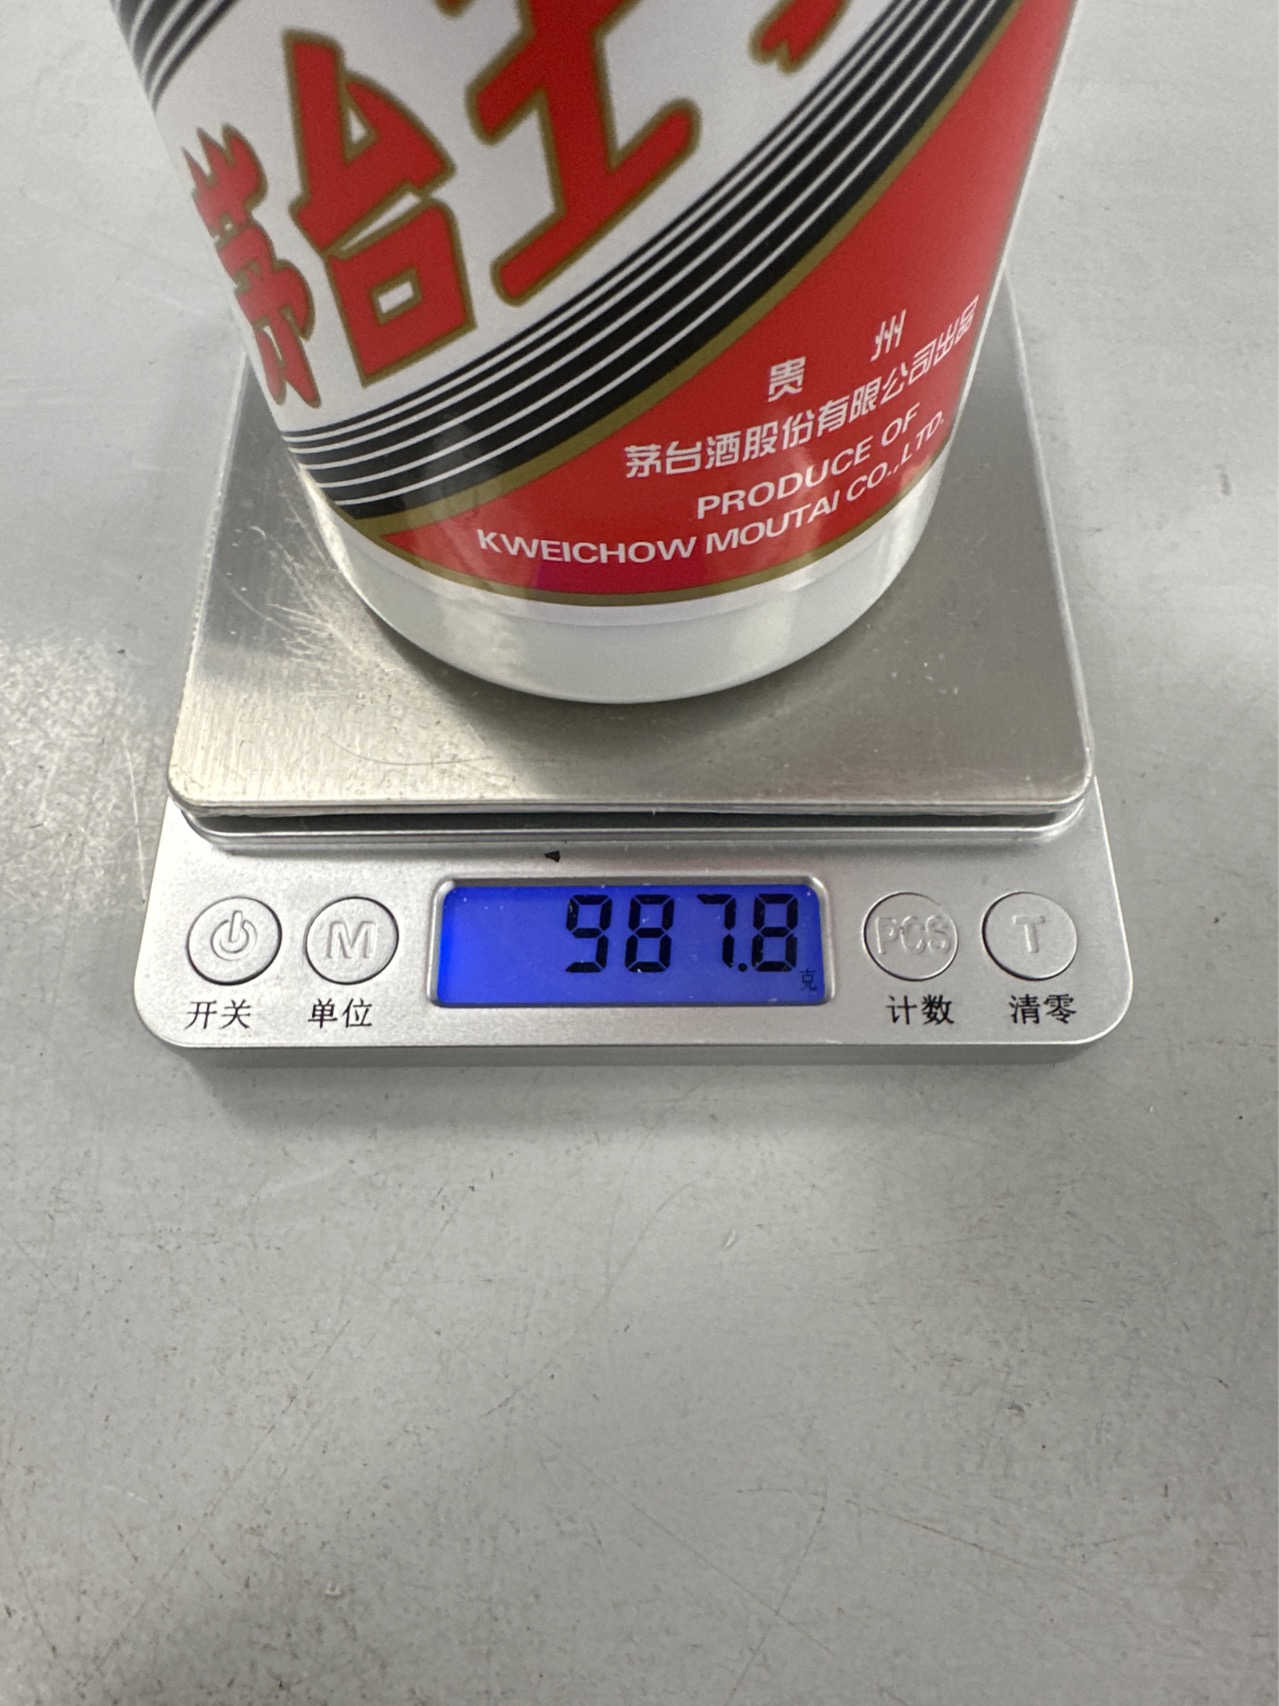 茅台王
贵州
茅台酒股份有限公司出品
PRODUCE OF
KWEICHOW MOUTAI CO.,LTD.
987.8
克
M
PCS
T
开关
单位
计数
清零